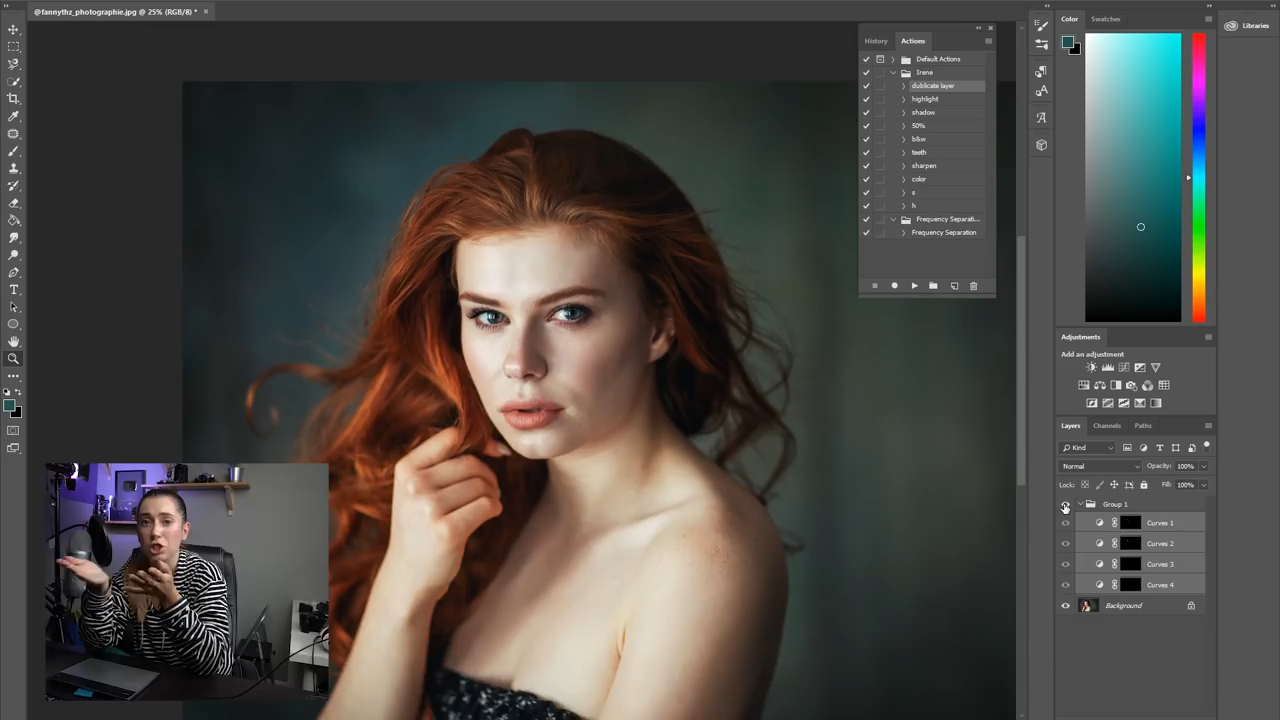 @fannythz_photographie.jpg @ 25% (RGB/8) *
History
Actions
Default Actions
Irene
dublicate layer
highlight
shadow
50%
b&w
teeth
sharpen
color
s
h
Frequency Separati...
Frequency Separation
Color
Swatches
Libraries
Adjustments
Add an adjustment
Layers
Channels
Paths
Kind
Normal
Opacity: 100%
Lock:
Fill: 100%
Group 1
Curves 1
Curves 2
Curves 3
Curves 4
Background